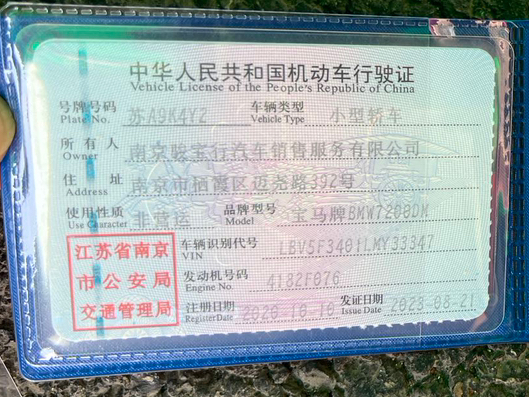 中华人民共和国机动车行驶证
Vehicle License of the People's Republic of China
号牌号码 苏A9K4YZ 车辆类型 小型轿车
Plate No. Vehicle Type
所有人 南京骏宝行汽车销售服务有限公司
Owner
住址 南京市栖霞区迈尧路392号
Address
使用性质 非营运 品牌型号 宝马牌BMW7208DM
Use Character Model
江苏省南京
市公安局
交通管理局
车辆识别代号 LBV5F3401LMY33347
VIN
发动机号码 4182F076
Engine No.
注册日期 2020-10-10 发证日期 2023-08-21
Register Date Issue Date